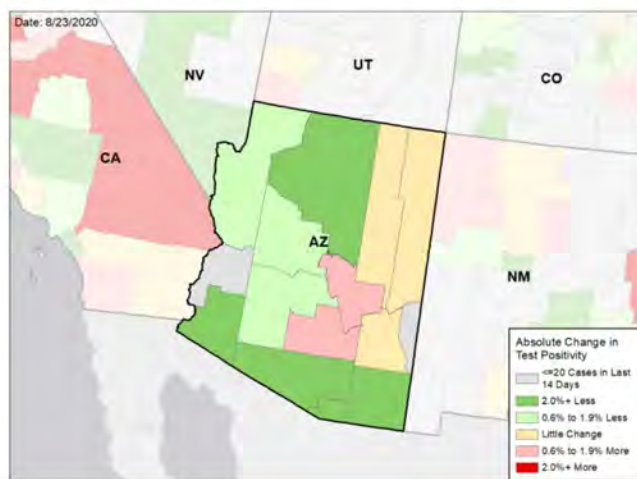 Date: 8/23/2020
NV
UT
CO
CA
AZ
NM
Absolute Change in
Test Positivity
<=20 Cases in Last
14 Days
2.0%+ Less
0.6% to 1.9% Less
Little Change
0.6% to 1.9% More
2.0%+ More